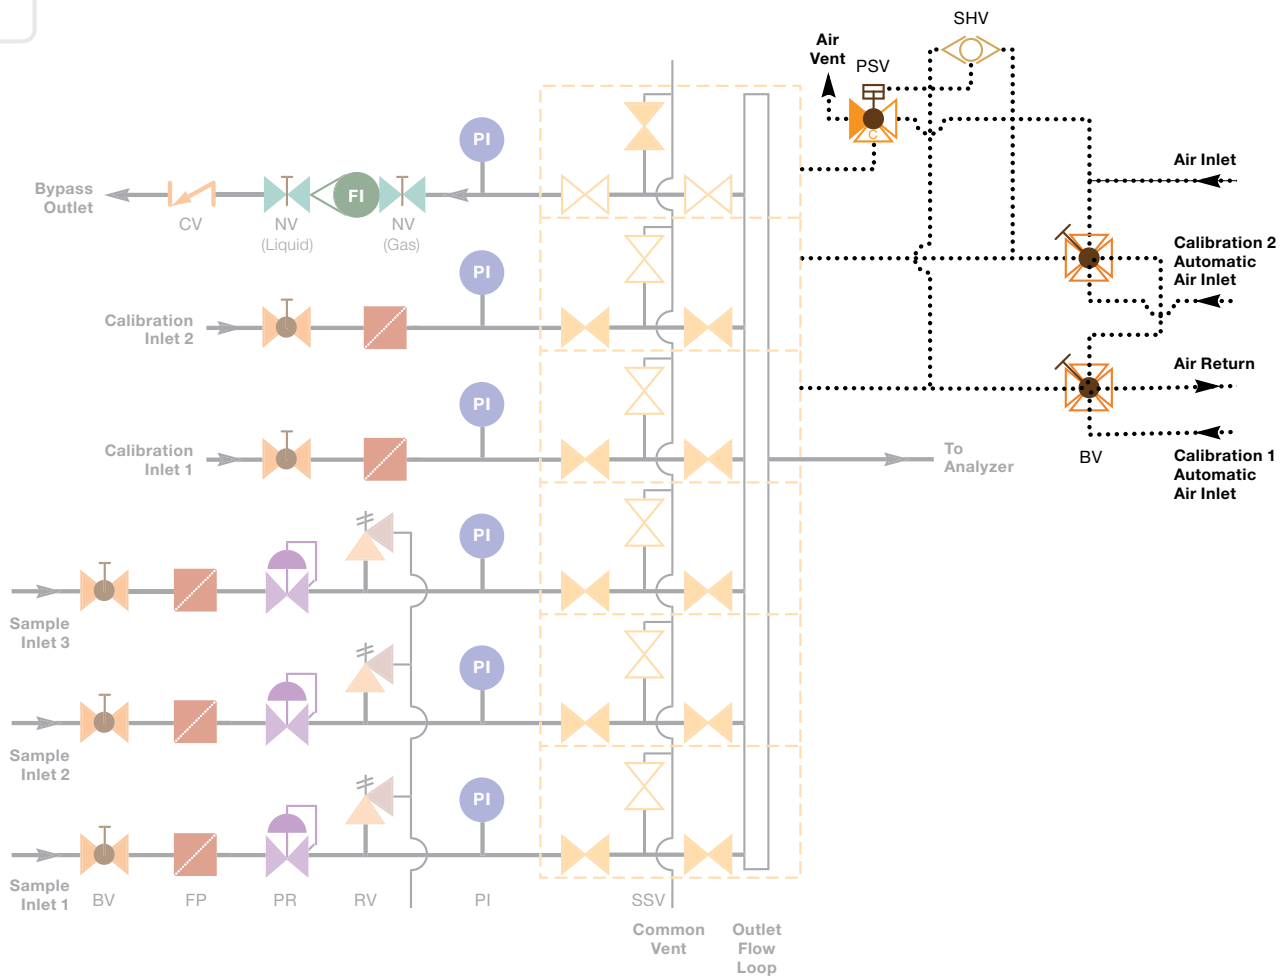 SHV
Air
Vent
PSV
C
PI
Air Inlet
Bypass
Outlet
CV
NV
(Liquid)
FI
NV
(Gas)
PI
Calibration 2
Automatic
Air Inlet
Calibration
Inlet 2
PI
Air Return
Calibration
Inlet 1
To
Analyzer
BV
Calibration 1
Automatic
Air Inlet
PI
Sample
Inlet 3
PI
Sample
Inlet 2
PI
Sample
Inlet 1
BV
FP
PR
RV
PI
SSV
Common
Vent
Outlet
Flow
Loop